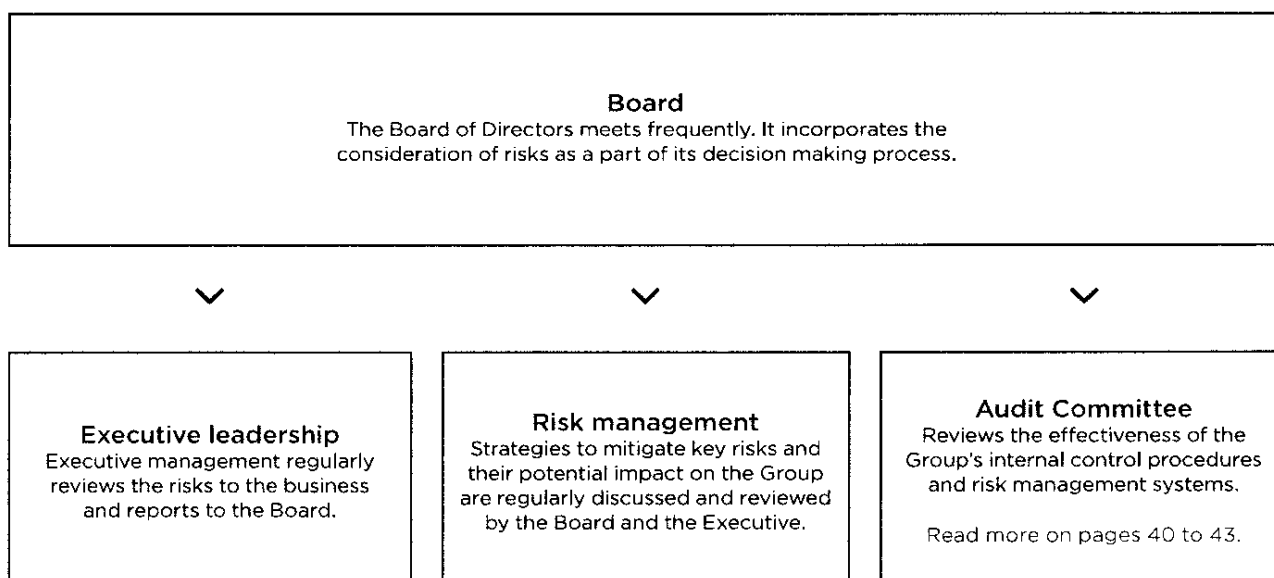 Board
The Board of Directors meets frequently. It incorporates the
consideration of risks as a part of its decision making process.
Executive leadership
Executive management regularly
reviews the risks to the business
and reports to the Board.
Risk management
Strategies to mitigate key risks and
their potential impact on the Group
are regularly discussed and reviewed
by the Board and the Executive.
Audit Committee
Reviews the effectiveness of the
Group's internal control procedures
and risk management systems.
Read more on pages 40 to 43.